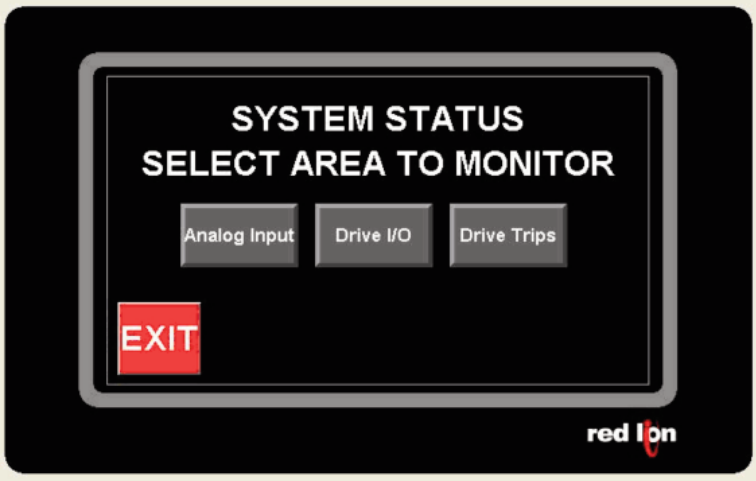 SYSTEM STATUS
SELECT AREA TO MONITOR
Analog Input Drive I/O Drive Trips
EXIT
red lion